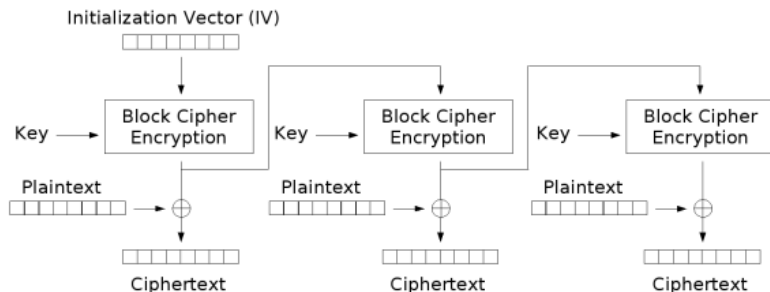 Initialization Vector (IV)
Key
Block Cipher
Encryption
Key
Block Cipher
Encryption
Key
Block Cipher
Encryption
Plaintext
Plaintext
Plaintext
Ciphertext
Ciphertext
Ciphertext